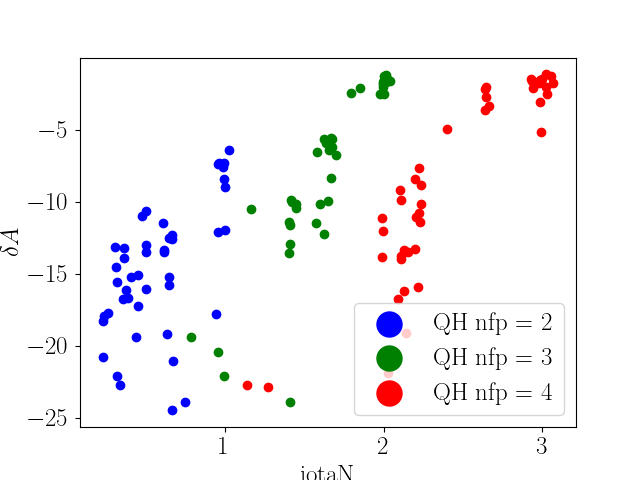 −5
−10
−15
−20
−25
δA
1
2
3
iotaN
QH nfp = 2
QH nfp = 3
QH nfp = 4